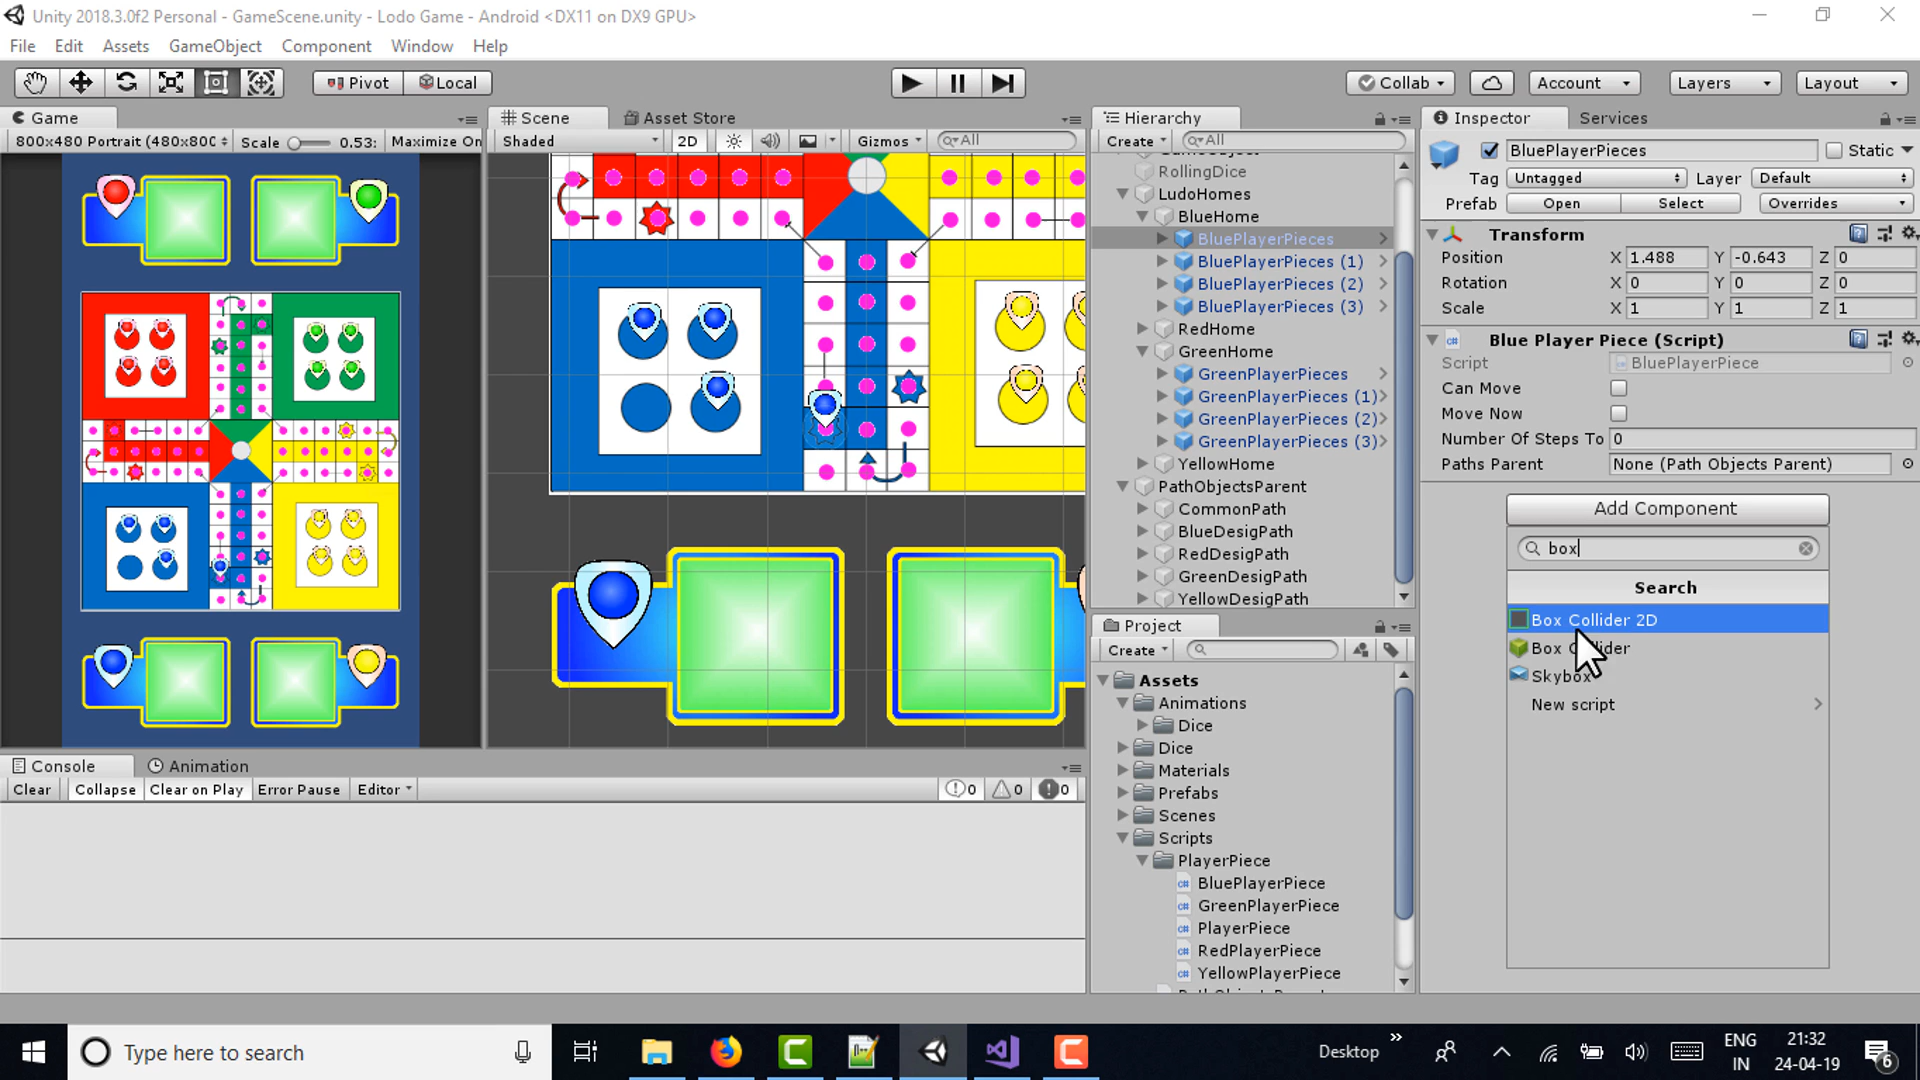 Unity 2018.3.0f2 Personal - GameScene.unity - Lodo Game - Android <DX11 on DX9 GPU>
File Edit Assets GameObject Component Window Help
Pivot Local Collab Account Layers Layout
Game Scene Asset Store Hierarchy Inspector Services
800x480 Portrait (480x80C Scale 0.53: Maximize On Shaded 2D Gizmos All Create All
BluePlayerPieces Static
Tag Untagged Layer Default
Prefab Open Select Overrides
RollingDice
LudoHomes
BlueHome
BluePlayerPieces
BluePlayerPieces (1)
BluePlayerPieces (2)
BluePlayerPieces (3)
RedHome
GreenHome
GreenPlayerPieces
GreenPlayerPieces (1)
GreenPlayerPieces (2)
GreenPlayerPieces (3)
YellowHome
PathObjectsParent
CommonPath
BlueDesigPath
RedDesigPath
GreenDesigPath
YellowDesigPath
Transform
Position X 1.488 Y -0.643 Z 0
Rotation X 0 Y 0 Z 0
Scale X 1 Y 1 Z 1
Blue Player Piece (Script)
Script BluePlayerPiece
Can Move
Move Now
Number Of Steps To 0
Paths Parent None (Path Objects Parent)
Add Component
box
Search
Box Collider 2D
Box Collider
Skybox
New script
Project
Create
Assets
Animations
Dice
Dice
Materials
Prefabs
Scenes
Scripts
PlayerPiece
BluePlayerPiece
GreenPlayerPiece
PlayerPiece
RedPlayerPiece
YellowPlayerPiece
Console Animation
Clear Collapse Clear on Play Error Pause Editor 0 0 0
Type here to search
Desktop
ENG
IN
21:32
24-04-19
6